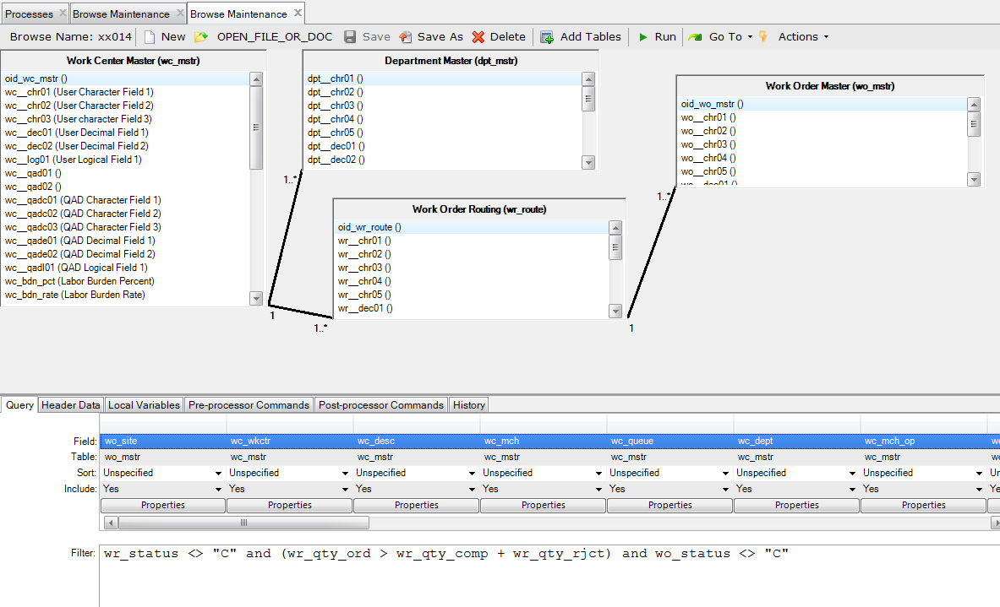 Processes Browse Maintenance Browse Maintenance
Browse Name: xx014 New OPEN_FILE_OR_DOC Save Save As Delete Add Tables Run Go To Actions
Work Center Master (wc_mstr)
oid_wc_mstr ()
wc__chr01 (User Character Field 1)
wc__chr02 (User Character Field 2)
wc__chr03 (User character Field 3)
wc__dec01 (User Decimal Field 1)
wc__dec02 (User Decimal Field 2)
wc__log01 (User Logical Field 1)
wc__qad01 ()
wc__qad02 ()
wc__qadc01 (QAD Character Field 1)
wc__qadc02 (QAD Character Field 2)
wc__qadc03 (QAD Character Field 3)
wc__qade01 (QAD Decimal Field 1)
wc__qade02 (QAD Decimal Field 2)
wc__qadl01 (QAD Logical Field 1)
wc_bdn_pct (Labor Burden Percent)
wc_bdn_rate (Labor Burden Rate)
Department Master (dpt_mstr)
dpt__chr01 ()
dpt__chr02 ()
dpt__chr03 ()
dpt__chr04 ()
dpt__chr05 ()
dpt__dec01 ()
dpt__dec02 ()
1..*
Work Order Routing (wr_route)
oid_wr_route ()
wr__chr01 ()
wr__chr02 ()
wr__chr03 ()
wr__chr04 ()
wr__chr05 ()
wr__dec01 ()
1
1..*
Work Order Master (wo_mstr)
oid_wo_mstr ()
wo__chr01 ()
wo__chr02 ()
wo__chr03 ()
wo__chr04 ()
wo__chr05 ()
wo__dec01 ()
1..*
1
Query Header Data Local Variables Pre-processor Commands Post-processor Commands History
Field: wo_site wc_wkctr wc_desc wc_mch wc_queue wc_dept wc_mch_op
Table: wo_mstr wc_mstr wc_mstr wc_mstr wc_mstr wc_mstr wc_mstr
Sort: Unspecified Unspecified Unspecified Unspecified Unspecified Unspecified Unspecified
Include: Yes Yes Yes Yes Yes Yes Yes
Properties Properties Properties Properties Properties Properties Properties
Filter: wr_status <> "C" and (wr_qty_ord > wr_qty_comp + wr_qty_rjct) and wo_status <> "C"